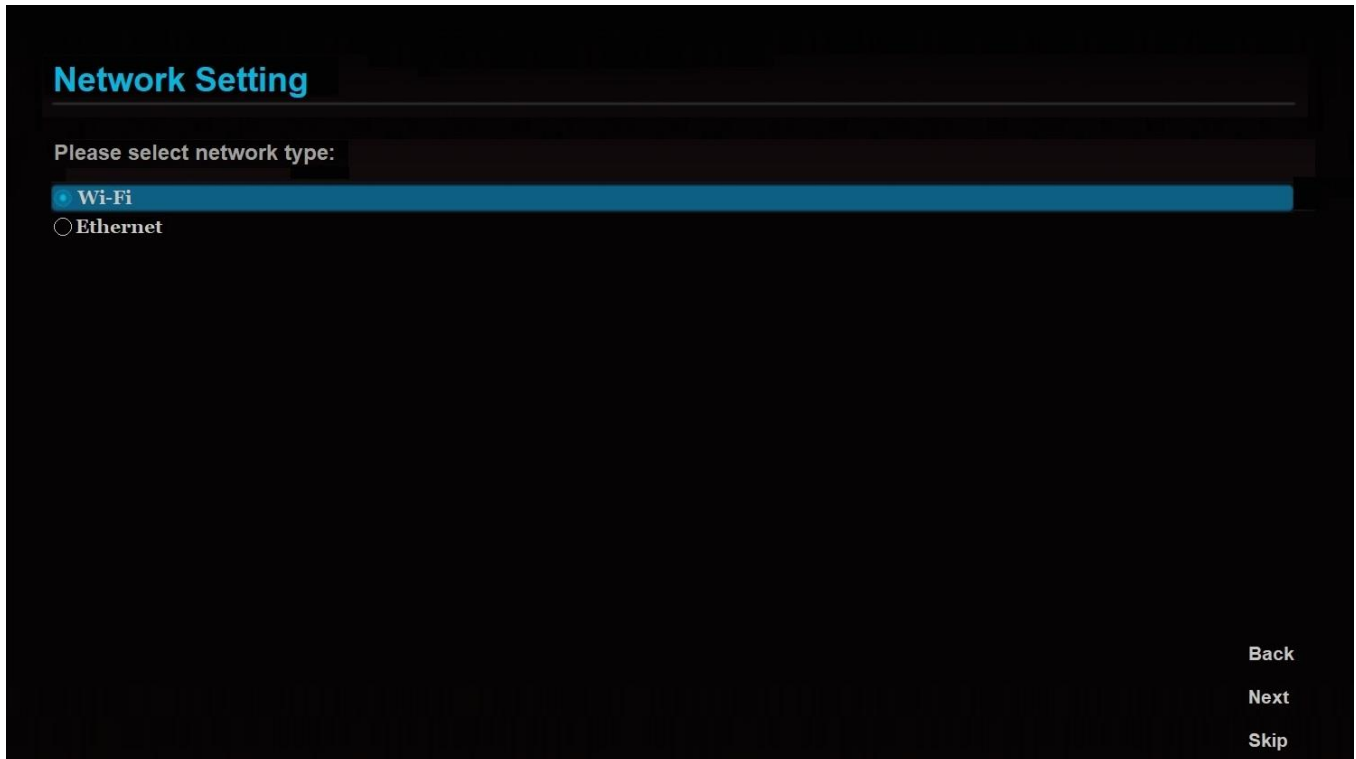 Network Setting
Please select network type:
Wi-Fi
Ethernet
Back
Next
Skip